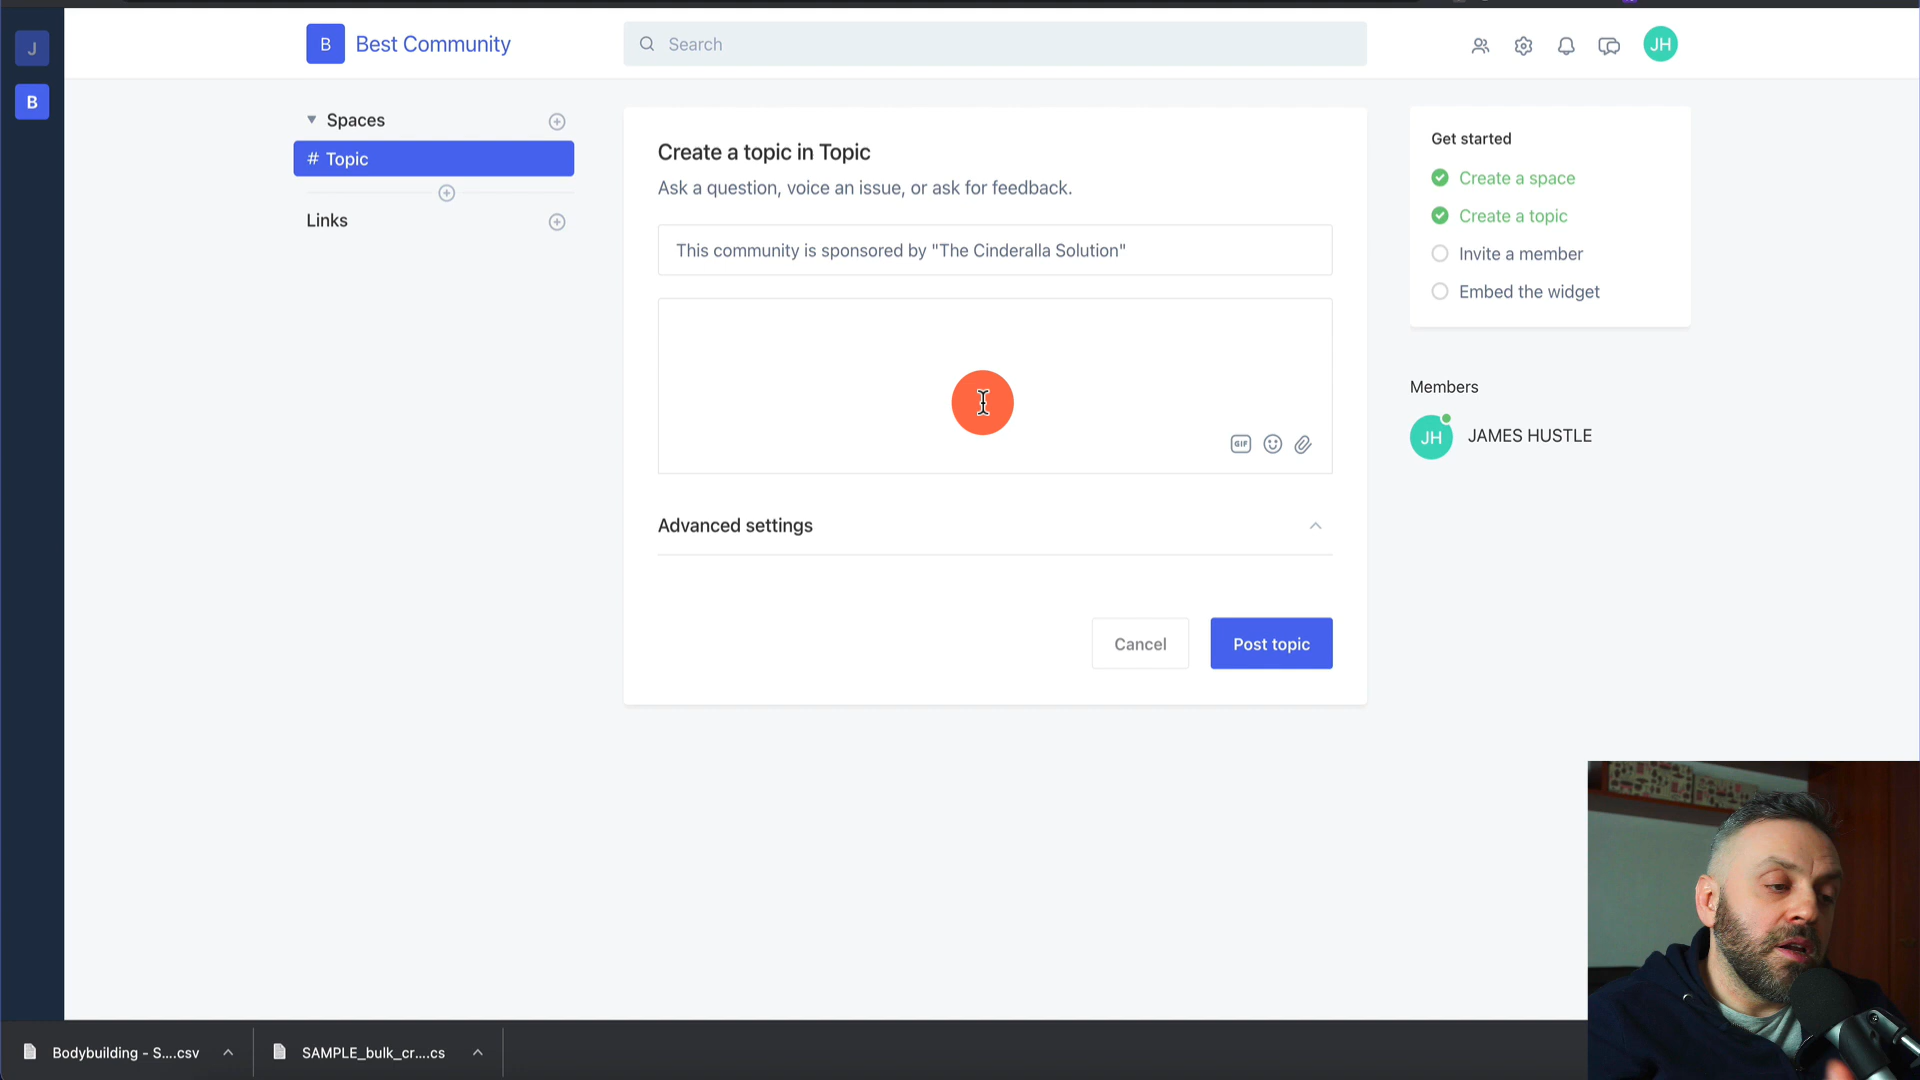 J
B
B Best Community
Search
JH
Spaces
# Topic
Links
Create a topic in Topic
Ask a question, voice an issue, or ask for feedback.
This community is sponsored by "The Cinderalla Solution"
GIF
Advanced settings
Cancel
Post topic
Get started
Create a space
Create a topic
Invite a member
Embed the widget
Members
JH JAMES HUSTLE
Bodybuilding - S....csv
SAMPLE_bulk_cr....cs